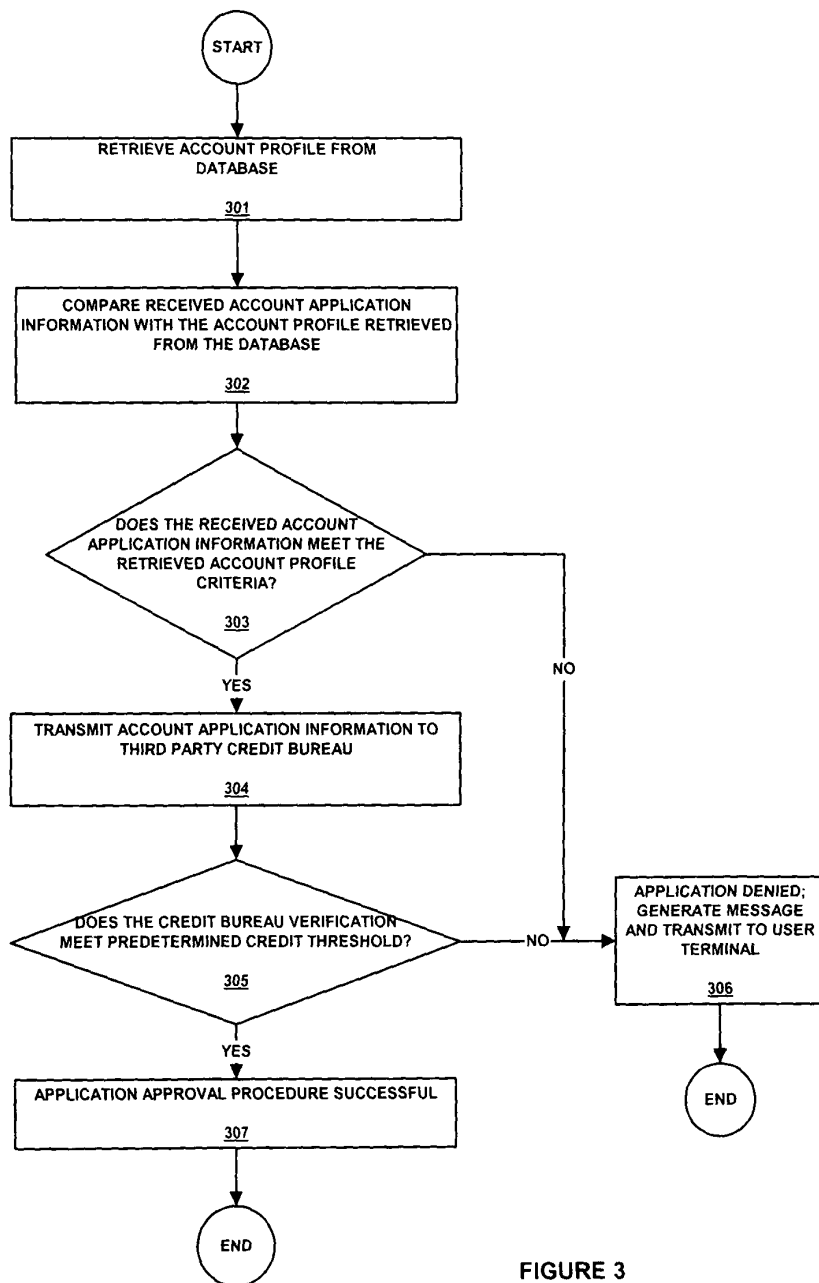 START
RETRIEVE ACCOUNT PROFILE FROM
DATABASE
301
COMPARE RECEIVED ACCOUNT APPLICATION
INFORMATION WITH THE ACCOUNT PROFILE RETRIEVED
FROM THE DATABASE
302
DOES THE RECEIVED ACCOUNT
APPLICATION INFORMATION MEET THE
RETRIEVED ACCOUNT PROFILE
CRITERIA?
303
NO
YES
TRANSMIT ACCOUNT APPLICATION INFORMATION TO
THIRD PARTY CREDIT BUREAU
304
DOES THE CREDIT BUREAU VERIFICATION
MEET PREDETERMINED CREDIT THRESHOLD?
305
NO
APPLICATION DENIED;
GENERATE MESSAGE
AND TRANSMIT TO USER
TERMINAL
306
END
YES
APPLICATION APPROVAL PROCEDURE SUCCESSFUL
307
END
FIGURE 3